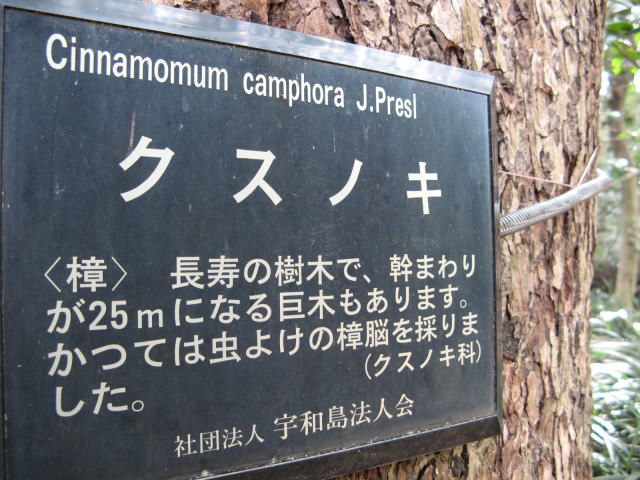 Cinnamomum camphora J.Presl
クスノキ
〈樟〉 長寿の樹木で、幹まわり
が25mになる巨木もあります。
かつては虫よけの樟脳を採りま
した。
(クスノキ科)
社団法人 宇和島法人会